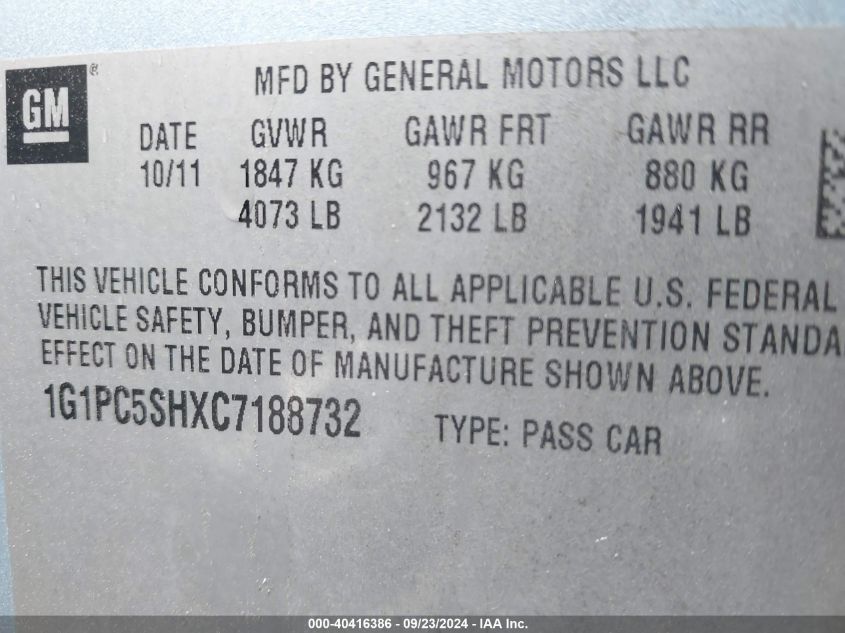 GM ® MFD BY GENERAL MOTORS LLC
DATE GVWR GAWR FRT GAWR RR
10/11 1847 KG 967 KG 880 KG
4073 LB 2132 LB 1941 LB
THIS VEHICLE CONFORMS TO ALL APPLICABLE U.S. FEDERAL
VEHICLE SAFETY, BUMPER, AND THEFT PREVENTION STANDA
EFFECT ON THE DATE OF MANUFACTURE SHOWN ABOVE.
1G1PC5SHXC7188732 TYPE: PASS CAR
000-40416386 - 09/23/2024 - IAA Inc.